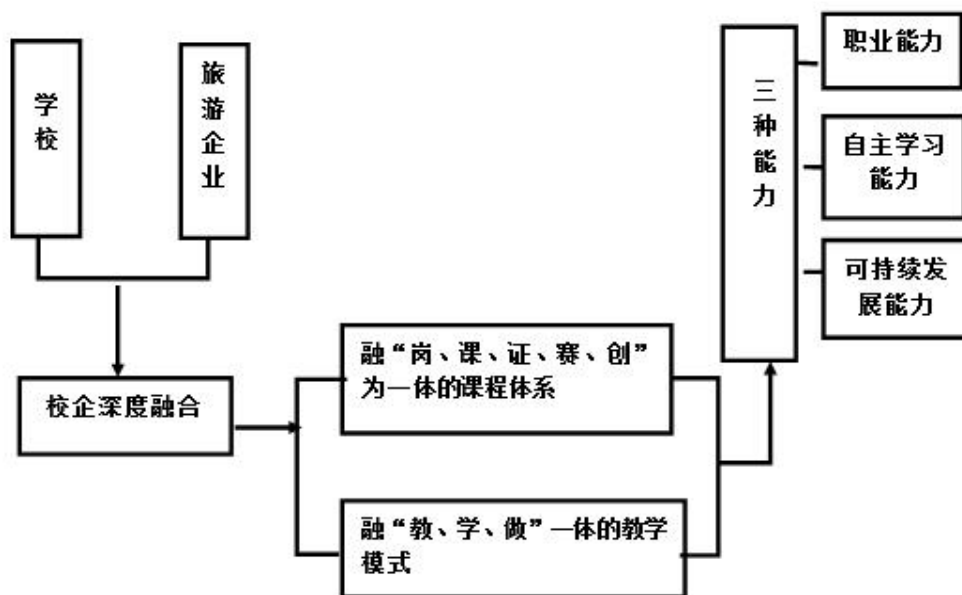 学校
旅游企业
校企深度融合
融“岗、课、证、赛、创”
为一体的课程体系
融“教、学、做”一体的教学
模式
三种能力
职业能力
自主学习
能力
可持续发
展能力